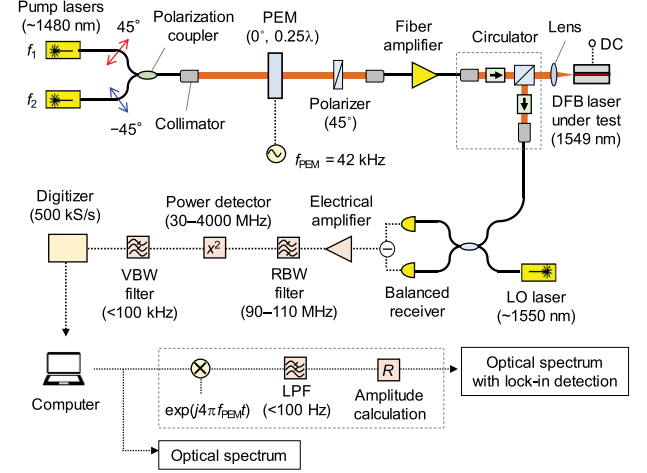 Pump lasers
(~1480 nm)
f1
45°
f2
−45°
Polarization
coupler
Collimator
PEM
(0°, 0.25λ)
fPEM = 42 kHz
Polarizer
(45°)
Fiber
amplifier
Circulator
Lens
DC
DFB laser
under test
(1549 nm)
Digitizer
(500 kS/s)
VBW
filter
(<100 kHz)
Power detector
(30–4000 MHz)
x²
RBW
filter
(90–110 MHz)
Electrical
amplifier
Balanced
receiver
LO laser
(~1550 nm)
Computer
exp(j4πfPEMt)
LPF
(<100 Hz)
R
Amplitude
calculation
Optical spectrum
with lock-in detection
Optical spectrum